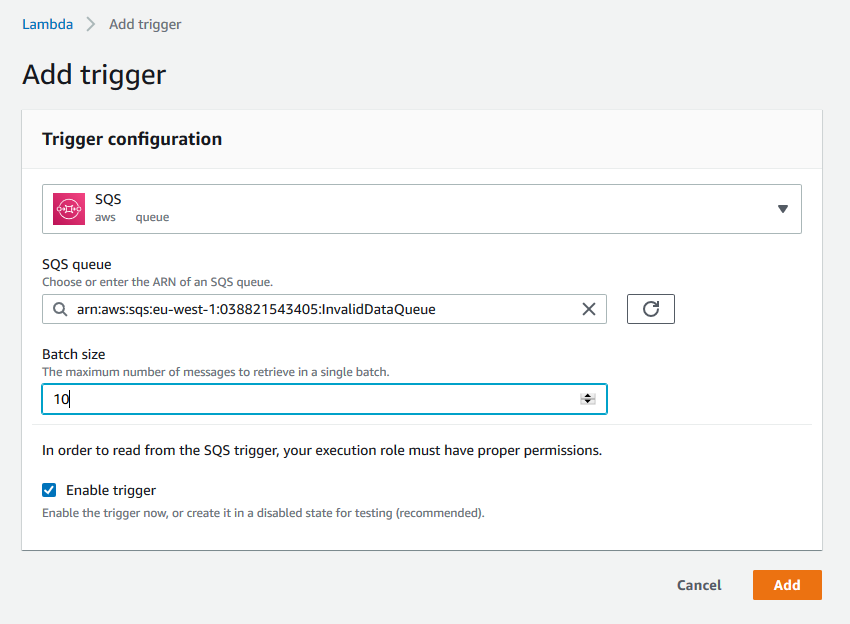 Lambda > Add trigger
Add trigger
Trigger configuration
SQS
aws queue
SQS queue
Choose or enter the ARN of an SQS queue.
arn:aws:sqs:eu-west-1:038821543405:InvalidDataQueue
Batch size
The maximum number of messages to retrieve in a single batch.
10
In order to read from the SQS trigger, your execution role must have proper permissions.
Enable trigger
Enable the trigger now, or create it in a disabled state for testing (recommended).
Cancel Add